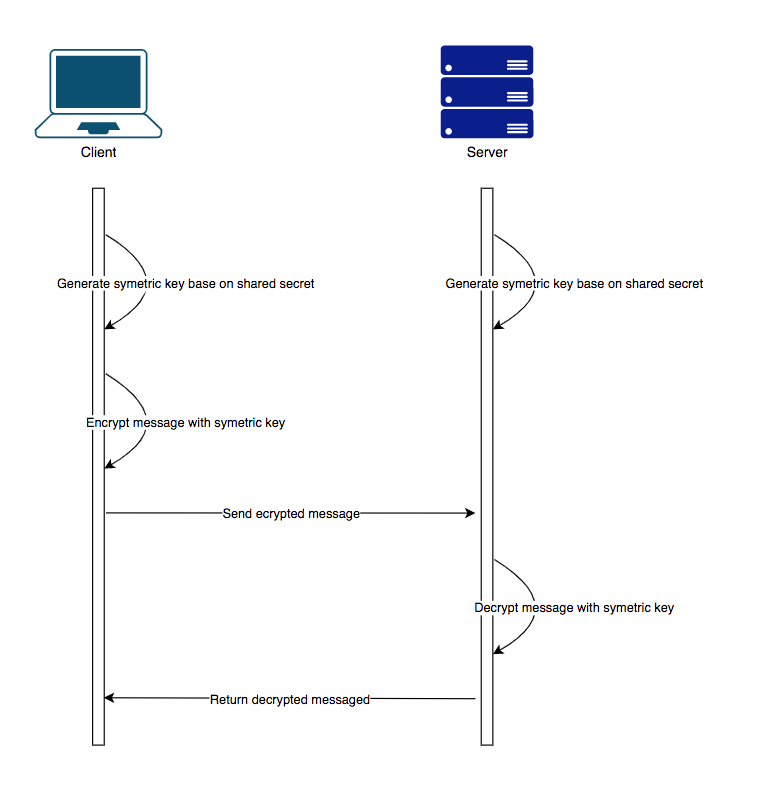 Client
Server
Generate symetric key base on shared secret
Generate symetric key base on shared secret
Encrypt message with symetric key
Send ecrypted message
Decrypt message with symetric key
Return decrypted messaged